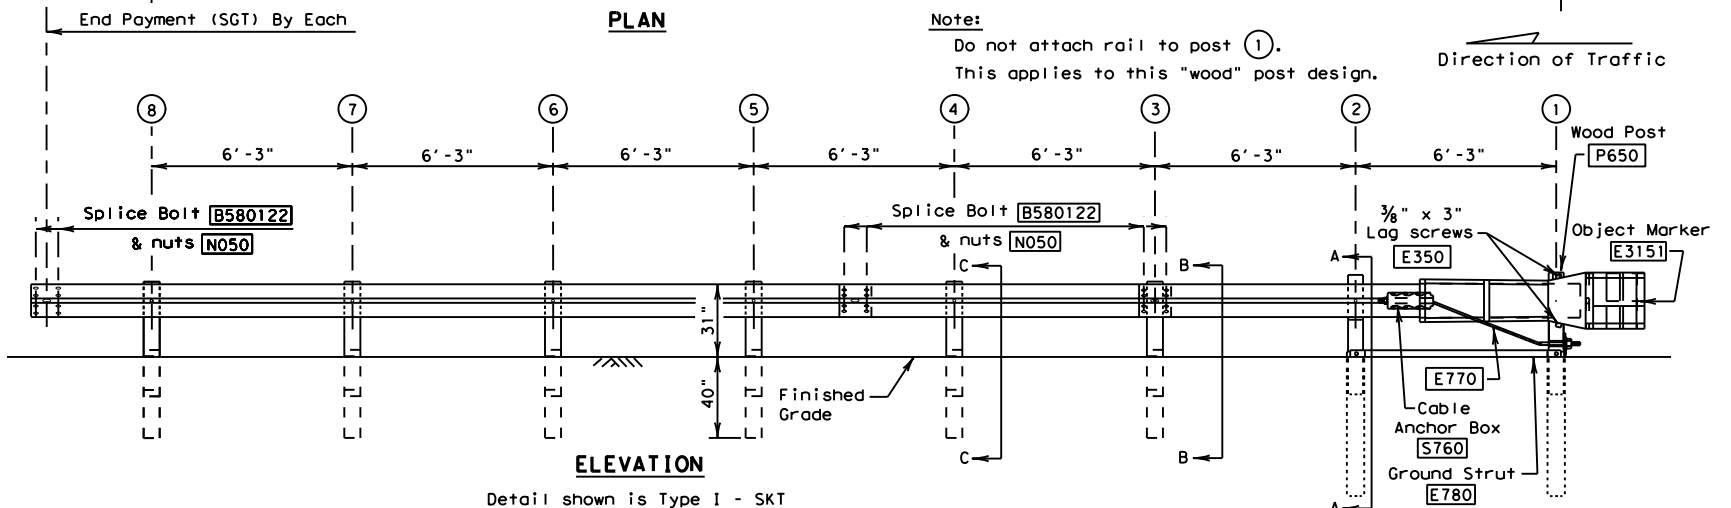 End Payment (SGT) By Each
PLAN
Note:
Do not attach rail to post 1.
This applies to this "wood" post design.
Direction of Traffic
8 7 6 5 4 3 2 1
6'-3" 6'-3" 6'-3" 6'-3" 6'-3" 6'-3" 6'-3"
Wood Post
P650
Splice Bolt B580122
& nuts N050
Splice Bolt B580122
& nuts N050
3/8" x 3"
Lag screws
E350
Object Marker
E3151
C
B
A
31"
40"
Finished
Grade
E770
Cable
Anchor Box
S760
Ground Strut
E780
C
B
A
ELEVATION
Detail shown is Type I - SKT